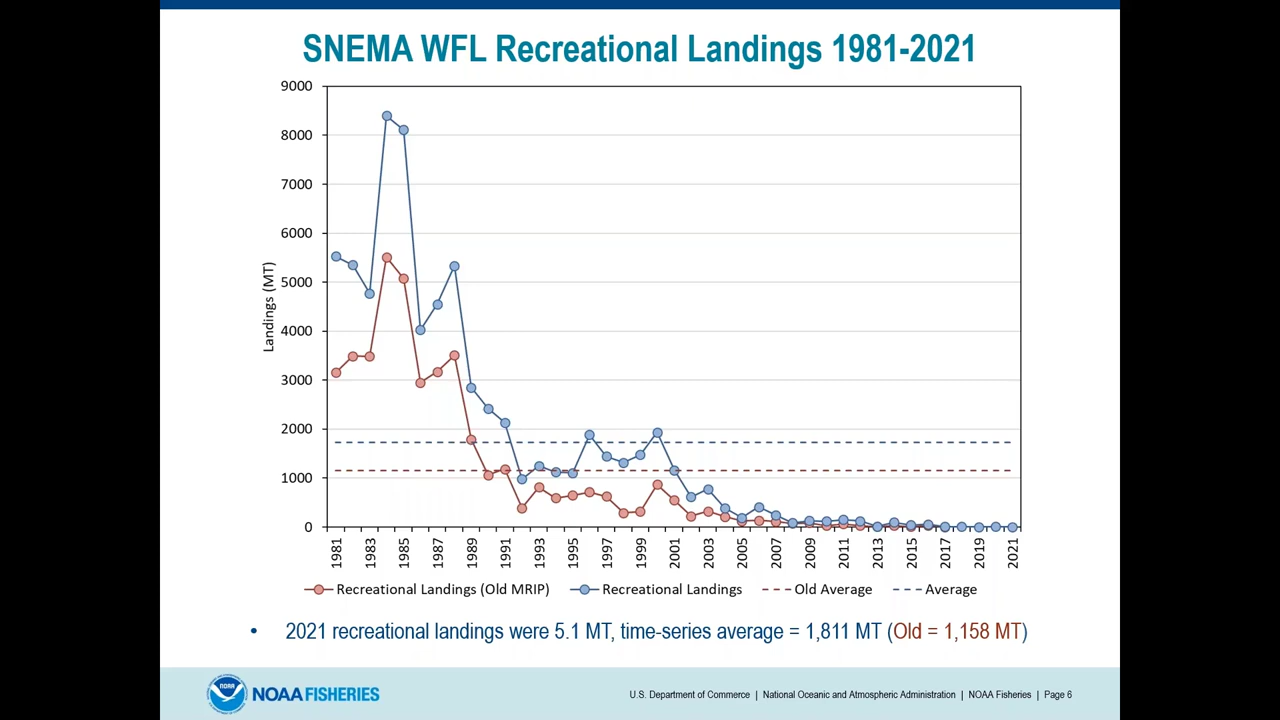 SNEMA WFL Recreational Landings 1981-2021
9000
8000
7000
6000
5000
4000
3000
2000
1000
0
Landings (MT)
1981 1983 1985 1987 1989 1991 1993 1995 1997 1999 2001 2003 2005 2007 2009 2011 2013 2015 2017 2019 2021
Recreational Landings (Old MRIP) Recreational Landings Old Average Average
• 2021 recreational landings were 5.1 MT, time-series average = 1,811 MT (Old = 1,158 MT)
NOAA
NOAA FISHERIES
U.S. Department of Commerce | National Oceanic and Atmospheric Administration | NOAA Fisheries | Page 6